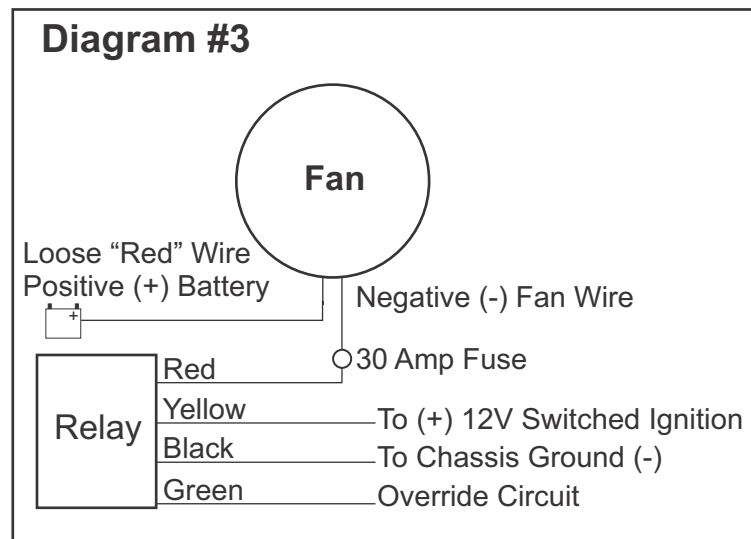 Diagram #3
Fan
Loose “Red” Wire
Positive (+) Battery
+
Negative (-) Fan Wire
30 Amp Fuse
Relay
Red
Yellow
To (+) 12V Switched Ignition
Black
To Chassis Ground (-)
Green
Override Circuit